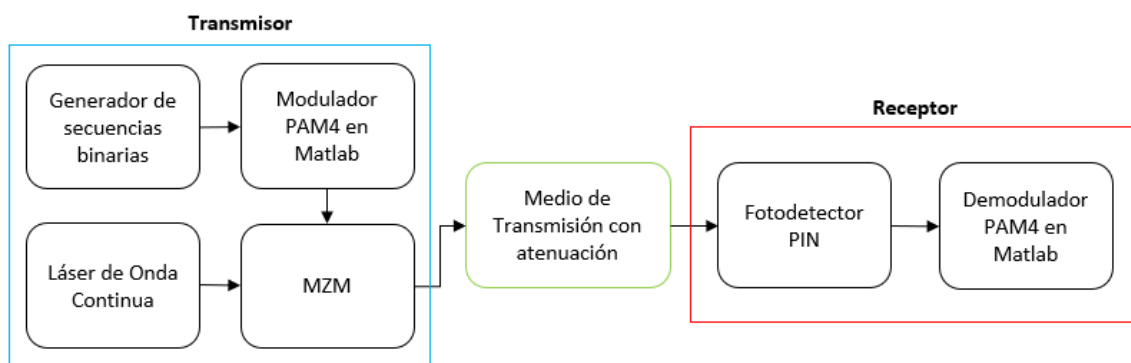 Transmisor
Generador de
secuencias
binarias
Modulador
PAM4 en
Matlab
Láser de Onda
Continua
MZM
Medio de
Transmisión con
atenuación
Receptor
Fotodetector
PIN
Demodulador
PAM4 en
Matlab